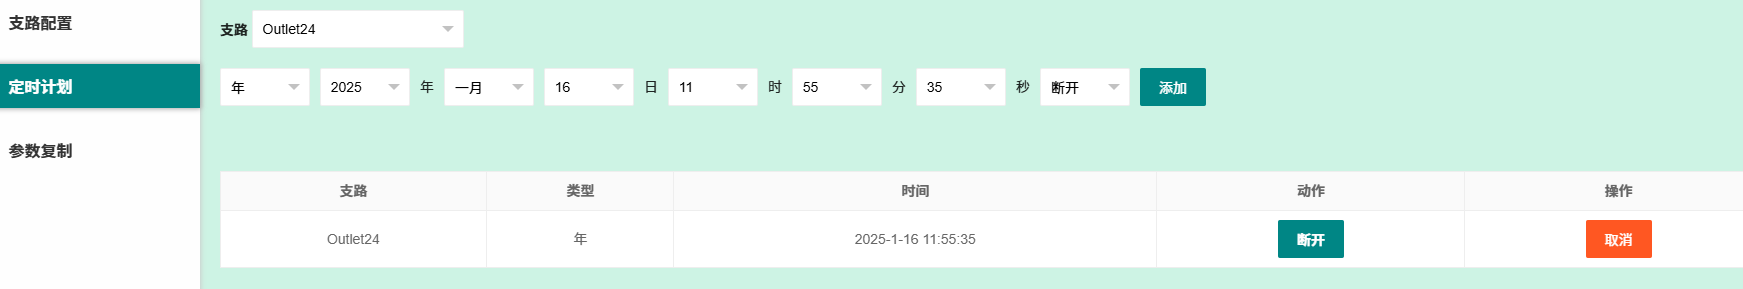 支路配置
定时计划
参数复制
支路 Outlet24
年 2025 年 一月 16 日 11 时 55 分 35 秒 断开 添加
支路 类型 时间 动作 操作
Outlet24 年 2025-1-16 11:55:35 断开 取消